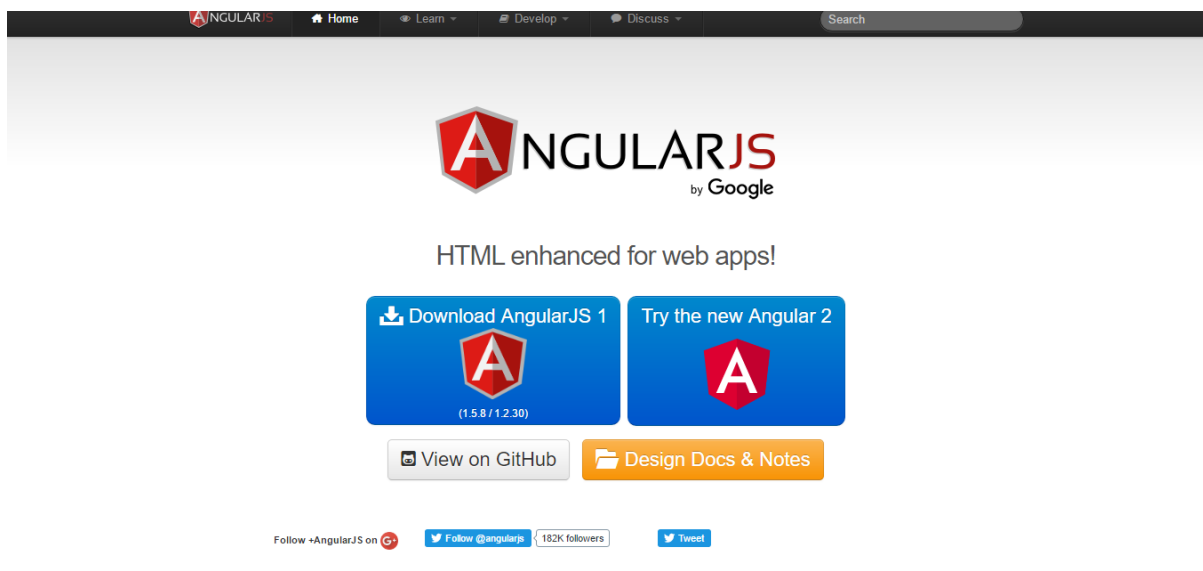 ANGULARJS Home Learn Develop Discuss Search
ANGULARJS
by Google
HTML enhanced for web apps!
Download AngularJS 1 Try the new Angular 2
A A
(1.5.8 / 1.2.30)
View on GitHub Design Docs & Notes
Follow +AngularJS on G+ Follow @angularjs 182K followers Tweet